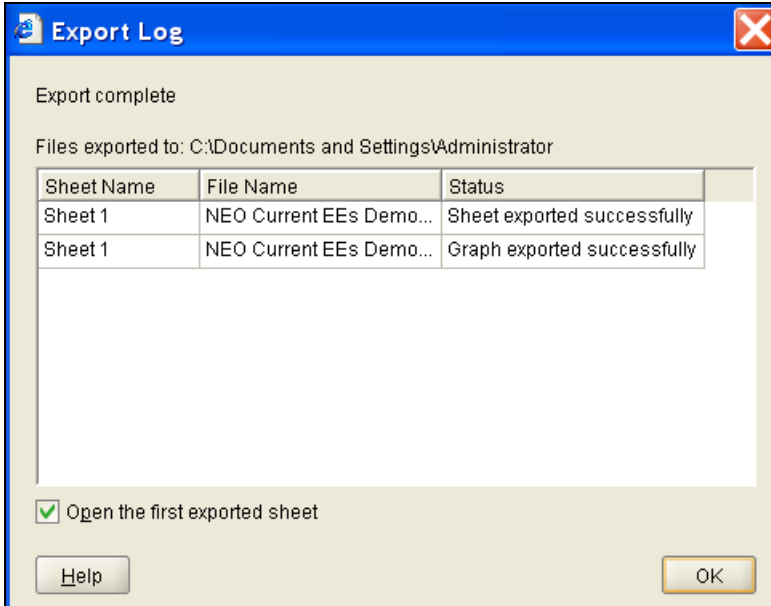 Export Log
Export complete
Files exported to: C:\Documents and Settings\Administrator
Sheet Name File Name Status
Sheet 1 NEO Current EEs Demo... Sheet exported successfully
Sheet 1 NEO Current EEs Demo... Graph exported successfully
Open the first exported sheet
Help OK